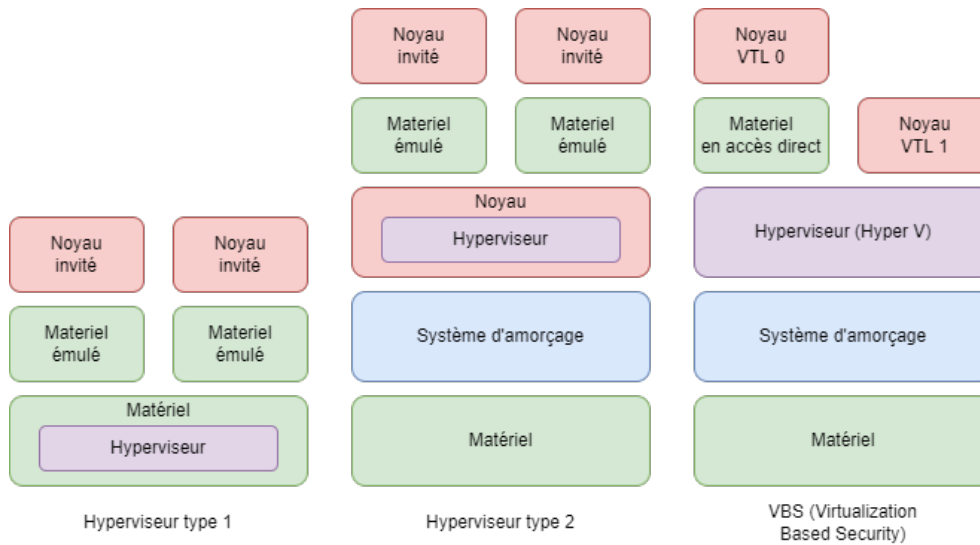 Noyau
invité
Noyau
invité
Materiel
émulé
Materiel
émulé
Matériel
Hyperviseur
Hyperviseur type 1
Noyau
invité
Noyau
invité
Materiel
émulé
Materiel
émulé
Noyau
Hyperviseur
Système d'amorçage
Matériel
Hyperviseur type 2
Noyau
VTL 0
Materiel
en accès direct
Noyau
VTL 1
Hyperviseur (Hyper V)
Système d'amorçage
Matériel
VBS (Virtualization
Based Security)